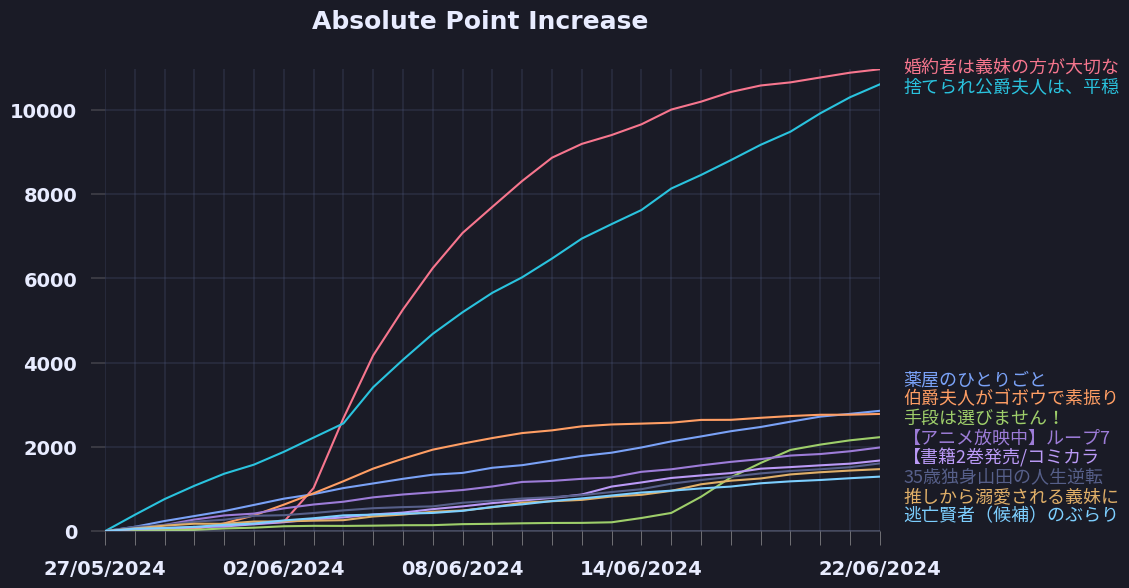 Absolute Point Increase
10000
8000
6000
4000
2000
0
27/05/2024
02/06/2024
08/06/2024
14/06/2024
22/06/2024
婚約者は義妹の方が大切な
捨てられ公爵夫人は、平穏
薬屋のひとりごと
伯爵夫人がゴボウで素振り
手段は選びません！
【アニメ放映中】ループ7
【書籍2巻発売/コミカラ
35歳独身山田の人生逆転
推しから溺愛される義妹に
逃亡賢者（候補）のぶらり